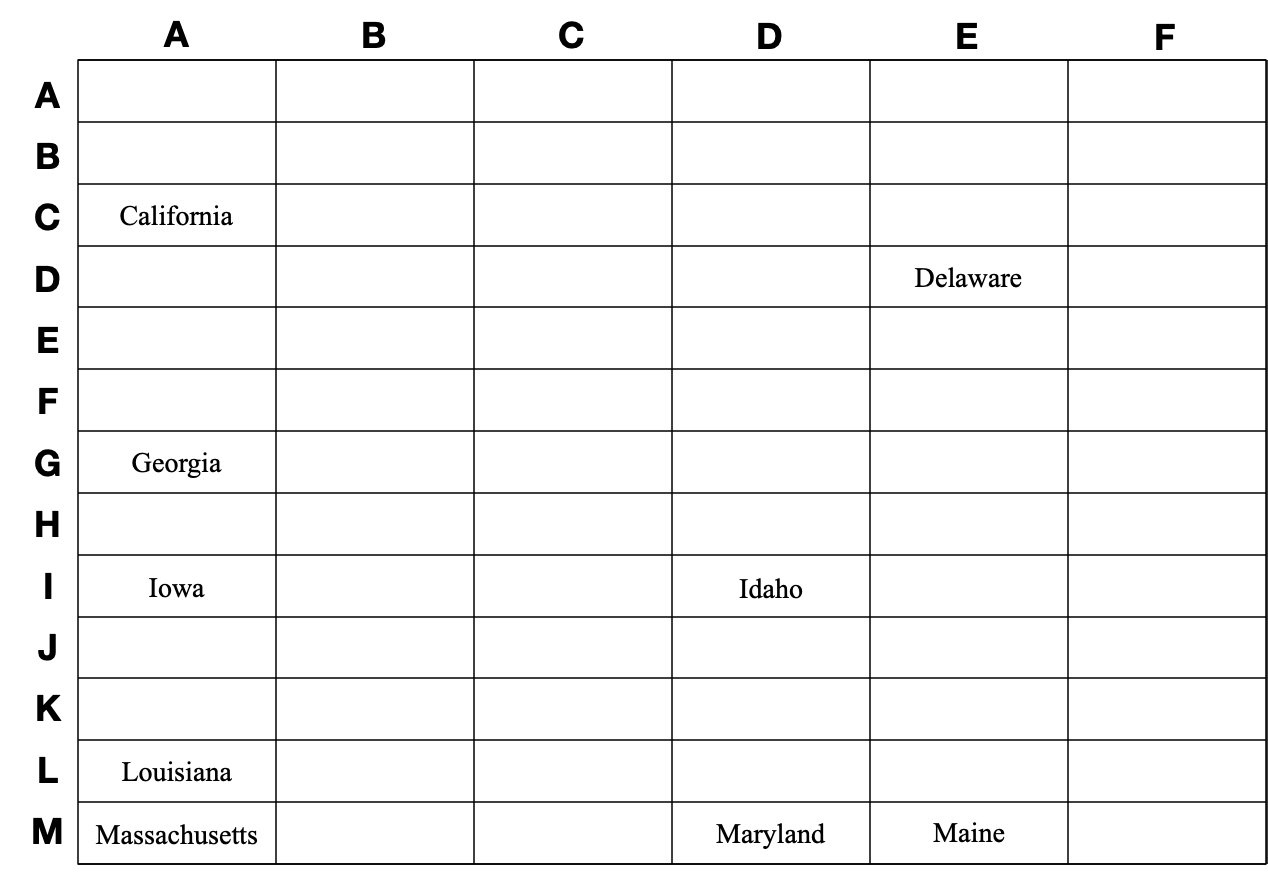 A B C D E F
A
B
C California
D Delaware
E
F
G Georgia
H
I Iowa Idaho
J
K
L Louisiana
M Massachusetts Maryland Maine